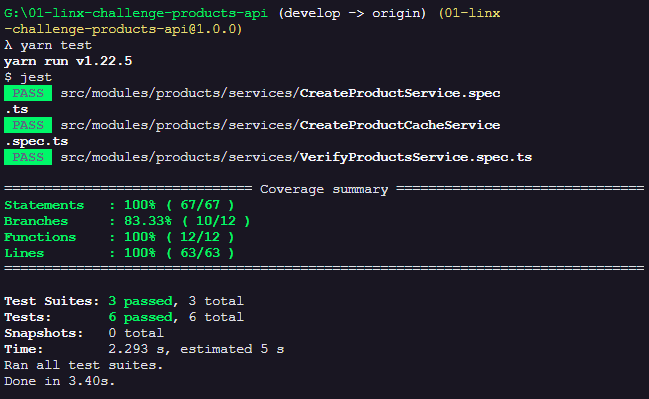 G:\01-linx-challenge-products-api (develop -> origin) (01-linx
-challenge-products-api@1.0.0)
λ yarn test
yarn run v1.22.5
$ jest
PASS src/modules/products/services/CreateProductService.spec
.ts
PASS src/modules/products/services/CreateProductCacheService
.spec.ts
PASS src/modules/products/services/VerifyProductsService.spec.ts
=============================== Coverage summary ===============================
Statements   : 100% ( 67/67 )
Branches     : 83.33% ( 10/12 )
Functions    : 100% ( 12/12 )
Lines        : 100% ( 63/63 )
================================================================================
Test Suites: 3 passed, 3 total
Tests:       6 passed, 6 total
Snapshots:   0 total
Time:        2.293 s, estimated 5 s
Ran all test suites.
Done in 3.40s.